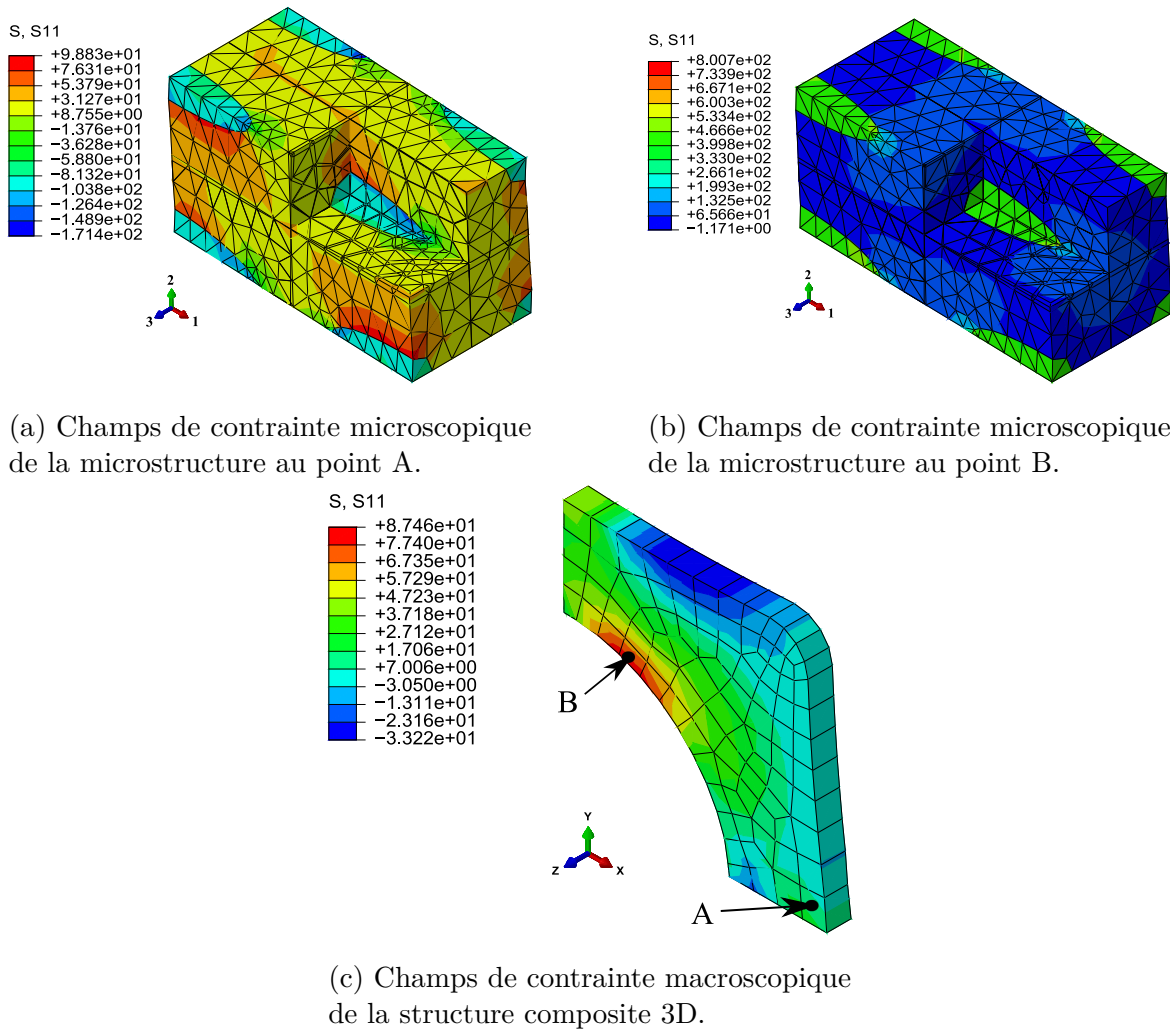 S, S11
+9.883e+01
+7.631e+01
+5.379e+01
+3.127e+01
+8.755e+00
−1.376e+01
−3.628e+01
−5.880e+01
−8.132e+01
−1.038e+02
−1.264e+02
−1.489e+02
−1.714e+02
2
3
1
S, S11
+8.007e+02
+7.339e+02
+6.671e+02
+6.003e+02
+5.334e+02
+4.666e+02
+3.998e+02
+3.330e+02
+2.661e+02
+1.993e+02
+1.325e+02
+6.566e+01
−1.171e+00
2
3
1
(a) Champs de contrainte microscopique
de la microstructure au point A.
(b) Champs de contrainte microscopique
de la microstructure au point B.
S, S11
+8.746e+01
+7.740e+01
+6.735e+01
+5.729e+01
+4.723e+01
+3.718e+01
+2.712e+01
+1.706e+01
+7.006e+00
−3.050e+00
−1.311e+01
−2.316e+01
−3.322e+01
B
Y
Z
X
A
(c) Champs de contrainte macroscopique
de la structure composite 3D.